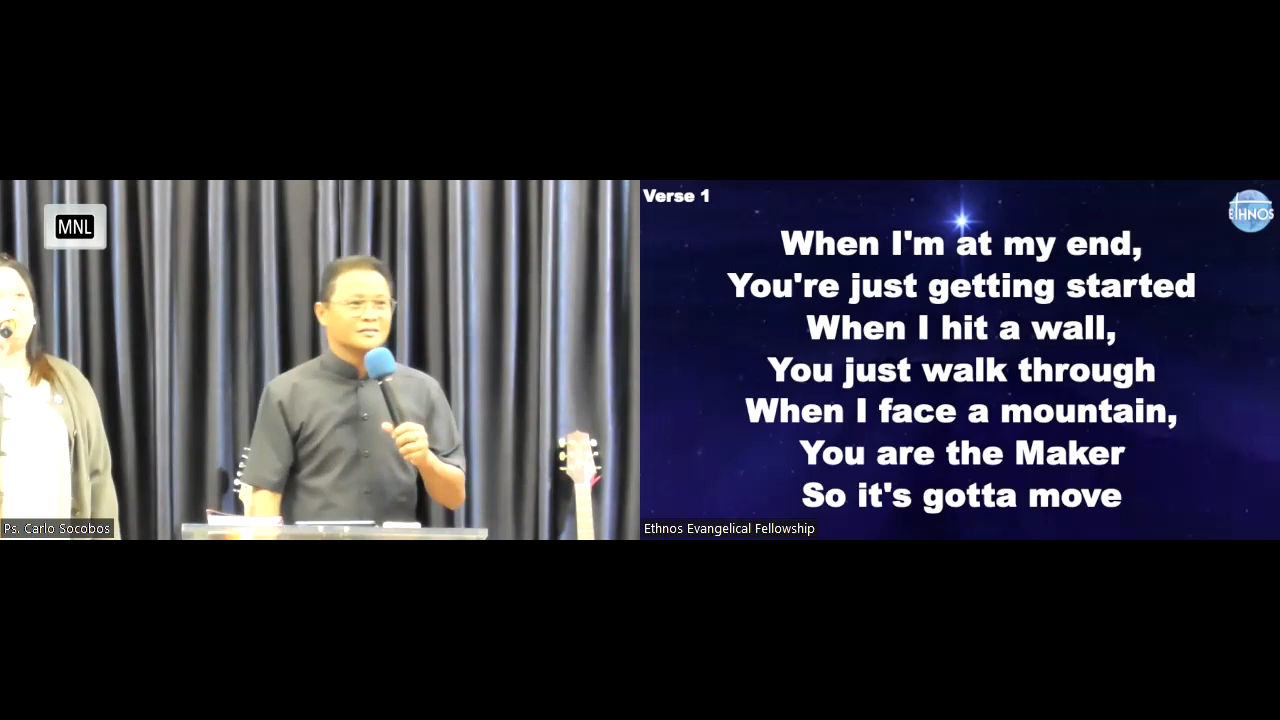 MNL
Ps. Carlo Socobos
Verse 1
ETHNOS
When I'm at my end,
You're just getting started
When I hit a wall,
You just walk through
When I face a mountain,
You are the Maker
So it's gotta move
Ethnos Evangelical Fellowship